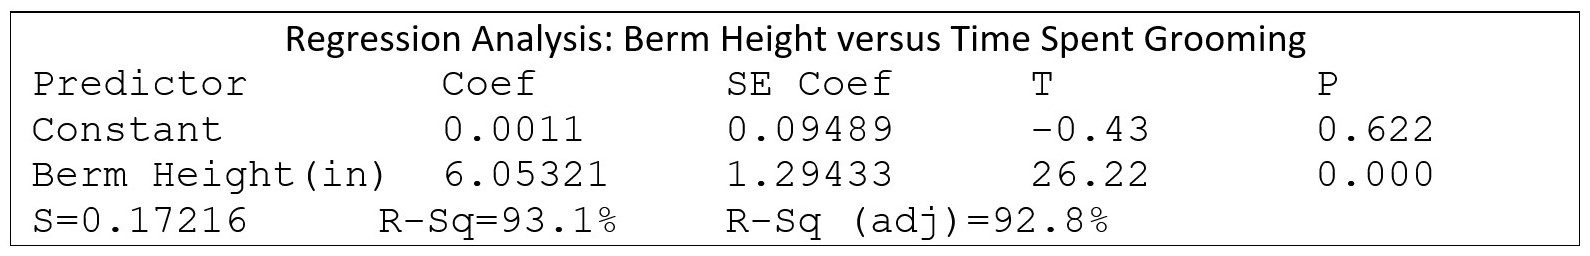 Regression Analysis: Berm Height versus Time Spent Grooming
Predictor Coef SE Coef T P
Constant 0.0011 0.09489 -0.43 0.622
Berm Height(in) 6.05321 1.29433 26.22 0.000
S=0.17216 R-Sq=93.1% R-Sq (adj)=92.8%